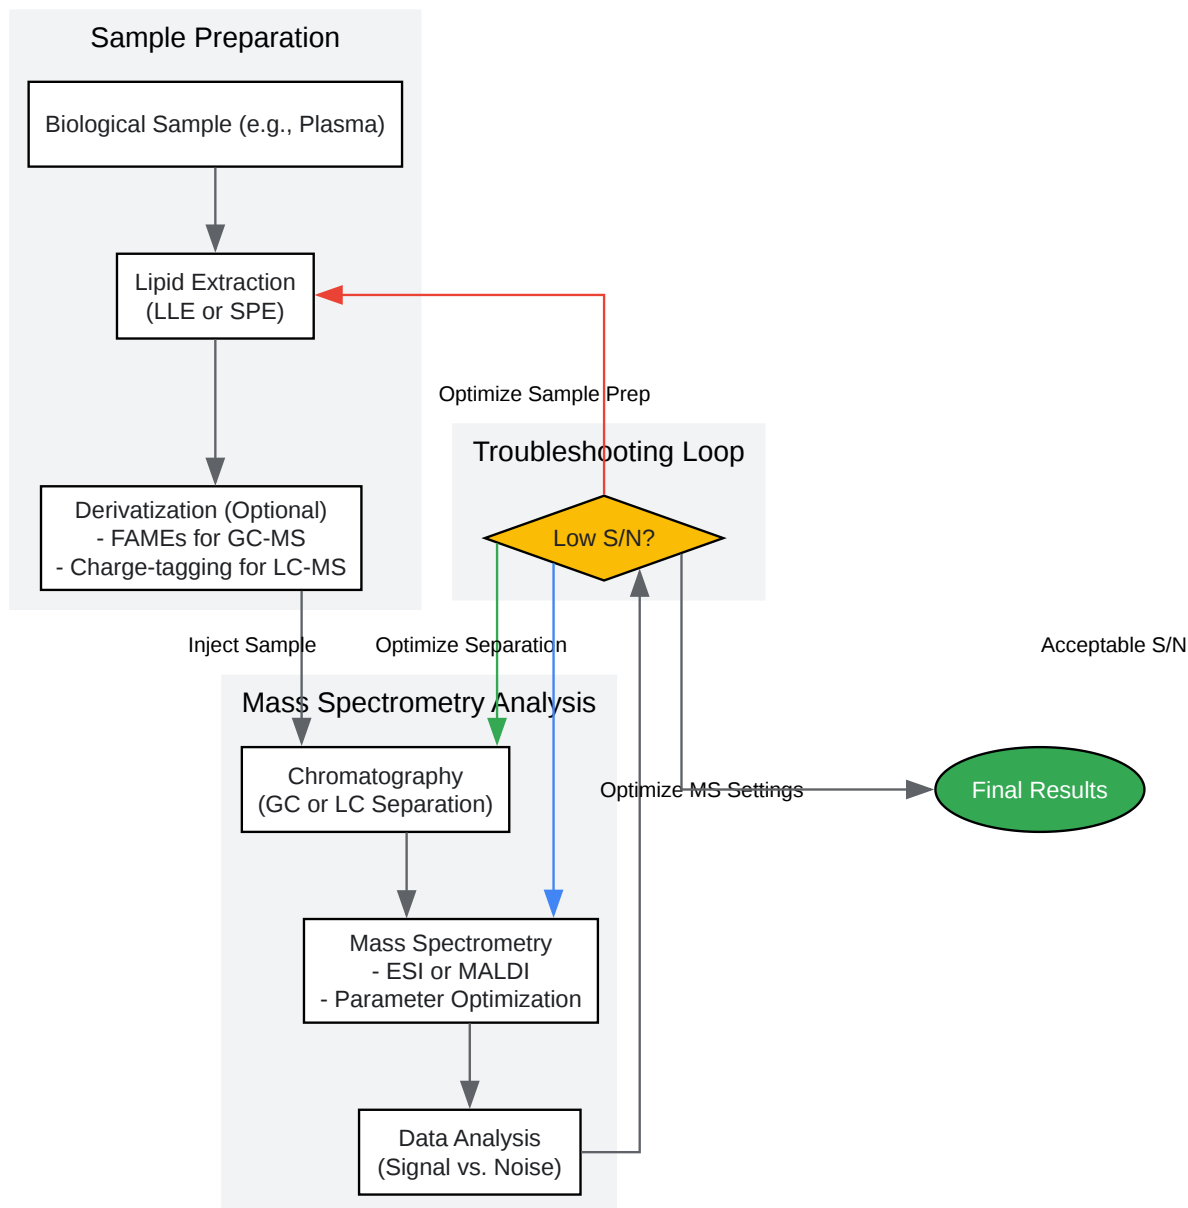 Sample Preparation
Biological Sample (e.g., Plasma)
Lipid Extraction
(LLE or SPE)
Optimize Sample Prep
Troubleshooting Loop
Low S/N?
Derivatization (Optional)
- FAMEs for GC-MS
- Charge-tagging for LC-MS
Inject Sample
Optimize Separation
Acceptable S/N
Mass Spectrometry Analysis
Chromatography
(GC or LC Separation)
Optimize MS Settings
Final Results
Mass Spectrometry
- ESI or MALDI
- Parameter Optimization
Data Analysis
(Signal vs. Noise)